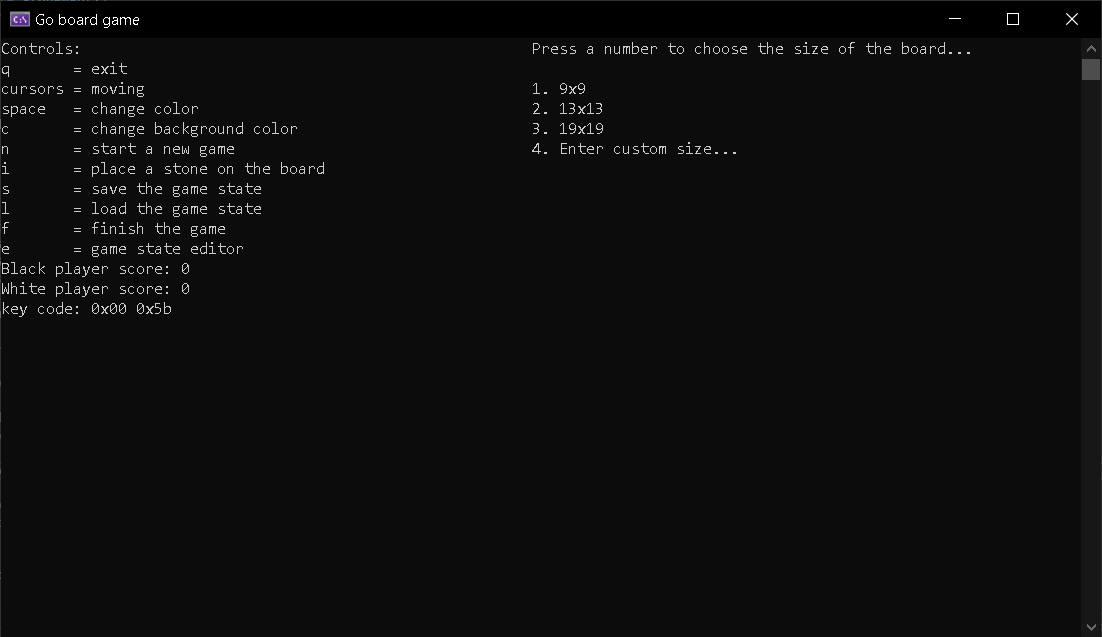 Go board game
Controls:
q       = exit
cursors = moving
space   = change color
c       = change background color
n       = start a new game
i       = place a stone on the board
s       = save the game state
l       = load the game state
f       = finish the game
e       = game state editor
Black player score: 0
White player score: 0
key code: 0x00 0x5b
Press a number to choose the size of the board...
1. 9x9
2. 13x13
3. 19x19
4. Enter custom size...